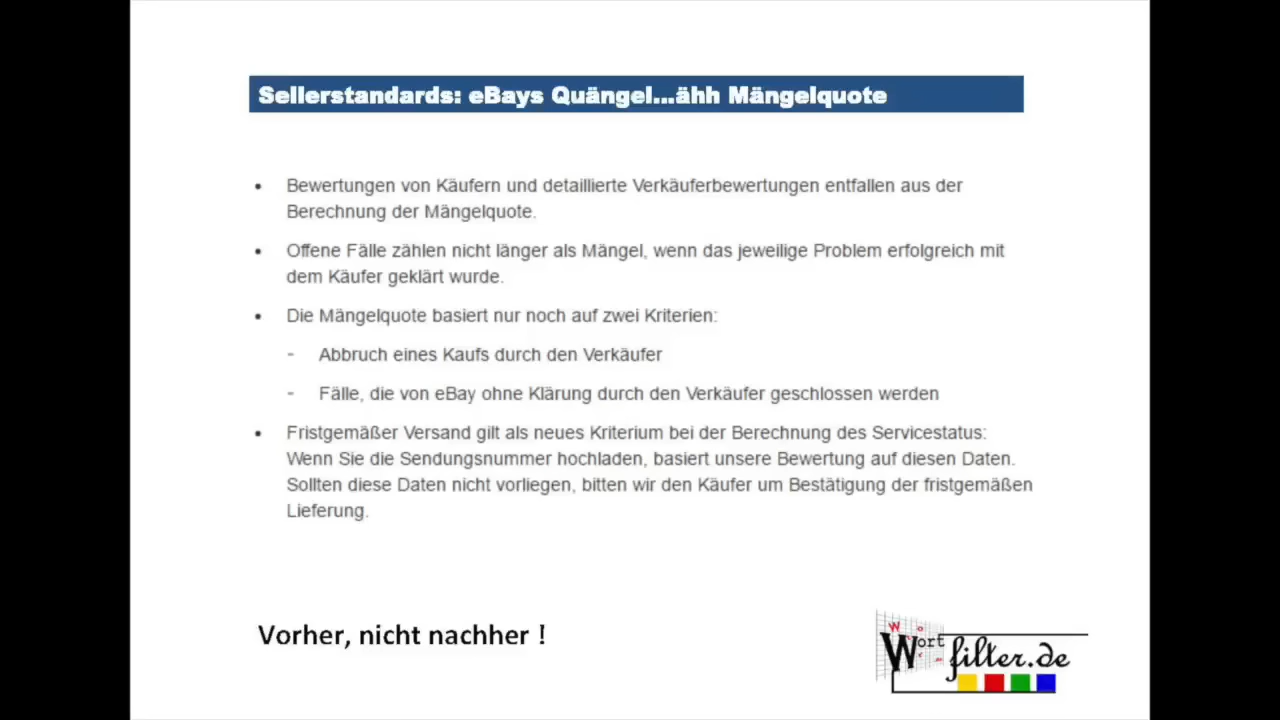 Sellerstandards: eBays Quängel...ähh Mängelquote
• Bewertungen von Käufern und detaillierte Verkäuferbewertungen entfallen aus der
Berechnung der Mängelquote.
• Offene Fälle zählen nicht länger als Mängel, wenn das jeweilige Problem erfolgreich mit
dem Käufer geklärt wurde.
• Die Mängelquote basiert nur noch auf zwei Kriterien:
- Abbruch eines Kaufs durch den Verkäufer
- Fälle, die von eBay ohne Klärung durch den Verkäufer geschlossen werden
• Fristgemäßer Versand gilt als neues Kriterium bei der Berechnung des Servicestatus:
Wenn Sie die Sendungsnummer hochladen, basiert unsere Bewertung auf diesen Daten.
Sollten diese Daten nicht vorliegen, bitten wir den Käufer um Bestätigung der fristgemäßen
Lieferung.
Vorher, nicht nachher !
Wortfilter.de